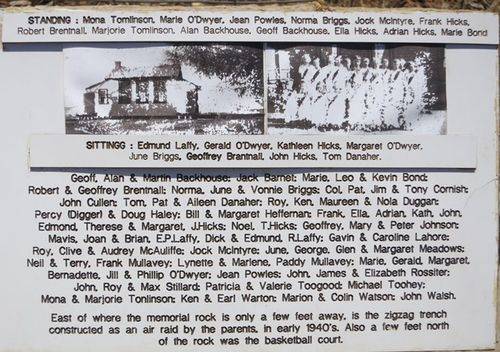 STANDING : Mona Tomlinson, Marie O'Dwyer, Jean Powles, Norma Briggs, Jock McIntyre, Frank Hicks,
Robert Brentnall, Marjorie Tomlinson, Alan Backhouse, Geoff Backhouse, Ella Hicks, Adrian Hicks, Marie Bond
SITTINGG : Edmund Laffy, Gerald O'Dwyer, Kathleen Hicks, Margaret O'Dwyer,
June Briggs, Geoffrey Brentnall, John Hicks, Tom Danaher.
Geoff, Alan & Martin Backhouse; Jack Barnel; Marie, Leo & Kevin Bond;
Robert & Geoffrey Brentnall; Norma, June & Vonnie Briggs; Col, Pat, Jim & Tony Cornish;
John Cullen; Tom, Pat & Aileen Danaher; Roy, Ken, Maureen & Nola Duggan;
Percy (Digger) & Doug Haley; Bill & Margaret Heffernan; Frank, Ella, Adrian, Kath, John,
Edmond, Therese & Margaret, J.Hicks; Noel, T.Hicks; Geoffrey, Mary & Peter Johnson;
Mavis, Joan & Brian, E.P.Laffy; Dick & Edmund, R.Laffy; Gavin & Caroline Lahore;
Roy, Clive & Audrey McAuliffe; Jock McIntyre; June, George, Glen & Margaret Meadows;
Neil & Terry, Frank Mullavey; Lynette & Marlene, Paddy Mullavey; Marie, Gerald, Margaret,
Bernadette, Jill & Phillip O'Dwyer; Jean Powles; John, James & Elizabeth Rossiter;
John, Roy & Max Stillard; Patricia & Valerie Toogood; Michael Toohey;
Mona & Marjorie Tomlinson; Ken & Earl Warton; Marion & Colin Watson; John Walsh.
East of where the memorial rock is only a few feet away, is the zigzag trench
constructed as an air raid by the parents, in early 1940's. Also a few feet north
of the rock was the basketball court.